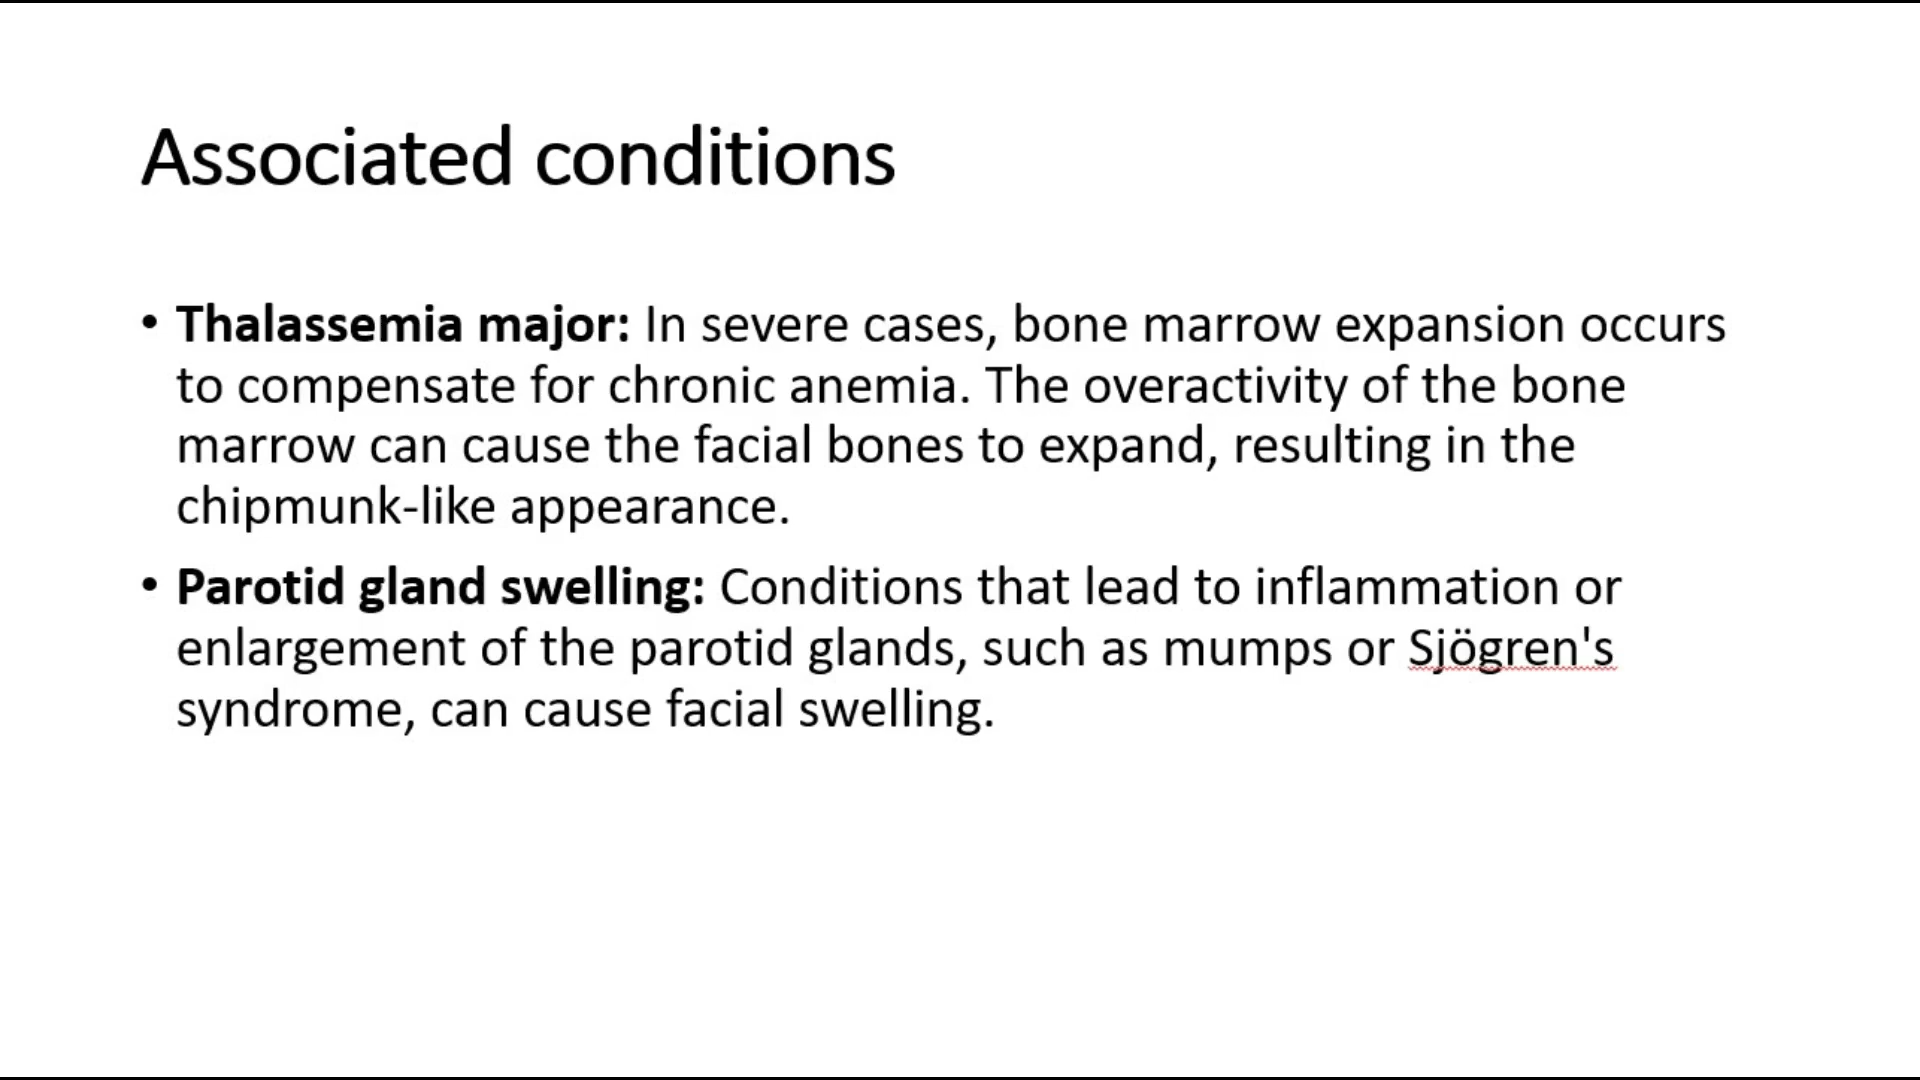 Associated conditions
• Thalassemia major: In severe cases, bone marrow expansion occurs
to compensate for chronic anemia. The overactivity of the bone
marrow can cause the facial bones to expand, resulting in the
chipmunk-like appearance.
• Parotid gland swelling: Conditions that lead to inflammation or
enlargement of the parotid glands, such as mumps or Sjögren's
syndrome, can cause facial swelling.